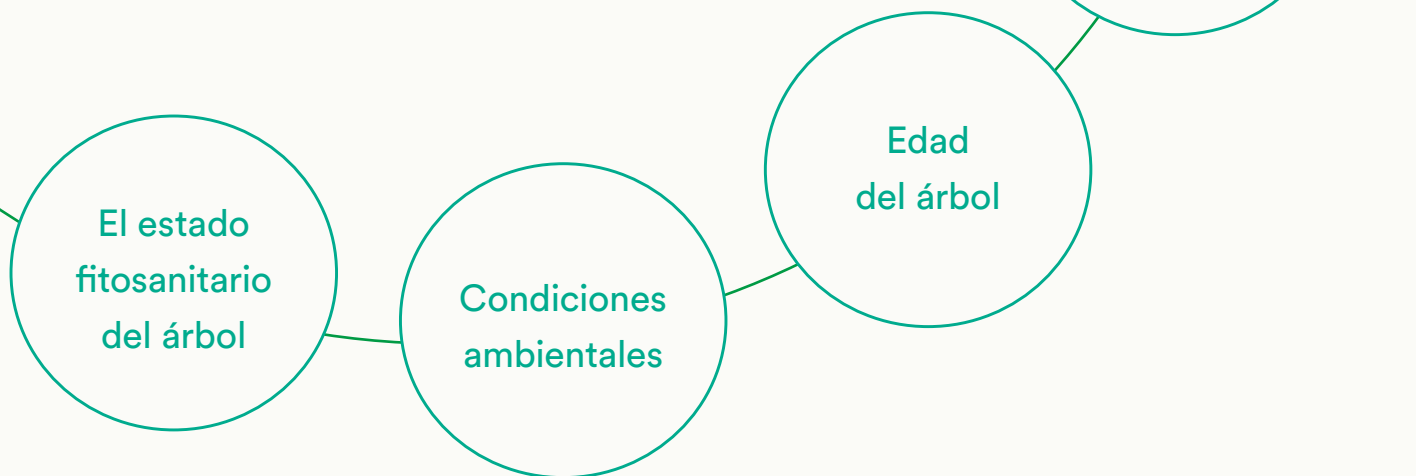 El estado
fitosanitario
del árbol
Condiciones
ambientales
Edad
del árbol